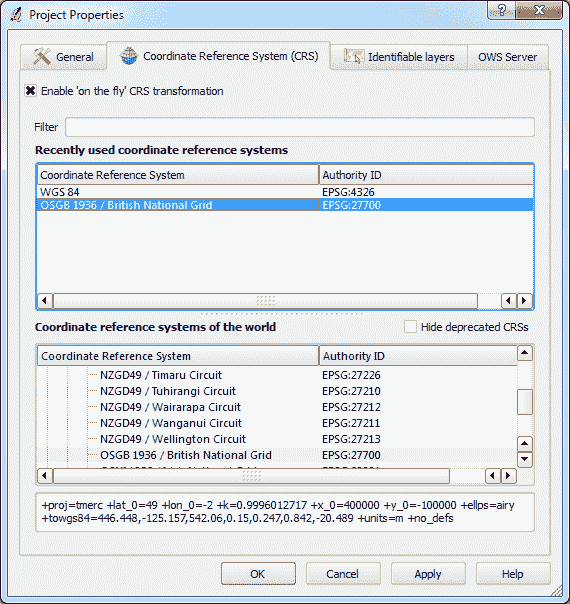 Project Properties
General
Coordinate Reference System (CRS)
Identifiable layers
OWS Server
Enable 'on the fly' CRS transformation
Filter
Recently used coordinate reference systems
Coordinate Reference System Authority ID
WGS 84 EPSG:4326
OSGB 1936 / British National Grid EPSG:27700
Coordinate reference systems of the world
Hide deprecated CRSs
Coordinate Reference System Authority ID
NZGD49 / Timaru Circuit EPSG:27226
NZGD49 / Tuhirangi Circuit EPSG:27210
NZGD49 / Wairarapa Circuit EPSG:27212
NZGD49 / Wanganui Circuit EPSG:27211
NZGD49 / Wellington Circuit EPSG:27213
OSGB 1936 / British National Grid EPSG:27700
+proj=tmerc +lat_0=49 +lon_0=-2 +k=0.9996012717 +x_0=400000 +y_0=-100000 +ellps=airy
+towgs84=446.448,-125.157,542.06,0.15,0.247,0.842,-20.489 +units=m +no_defs
OK
Cancel
Apply
Help